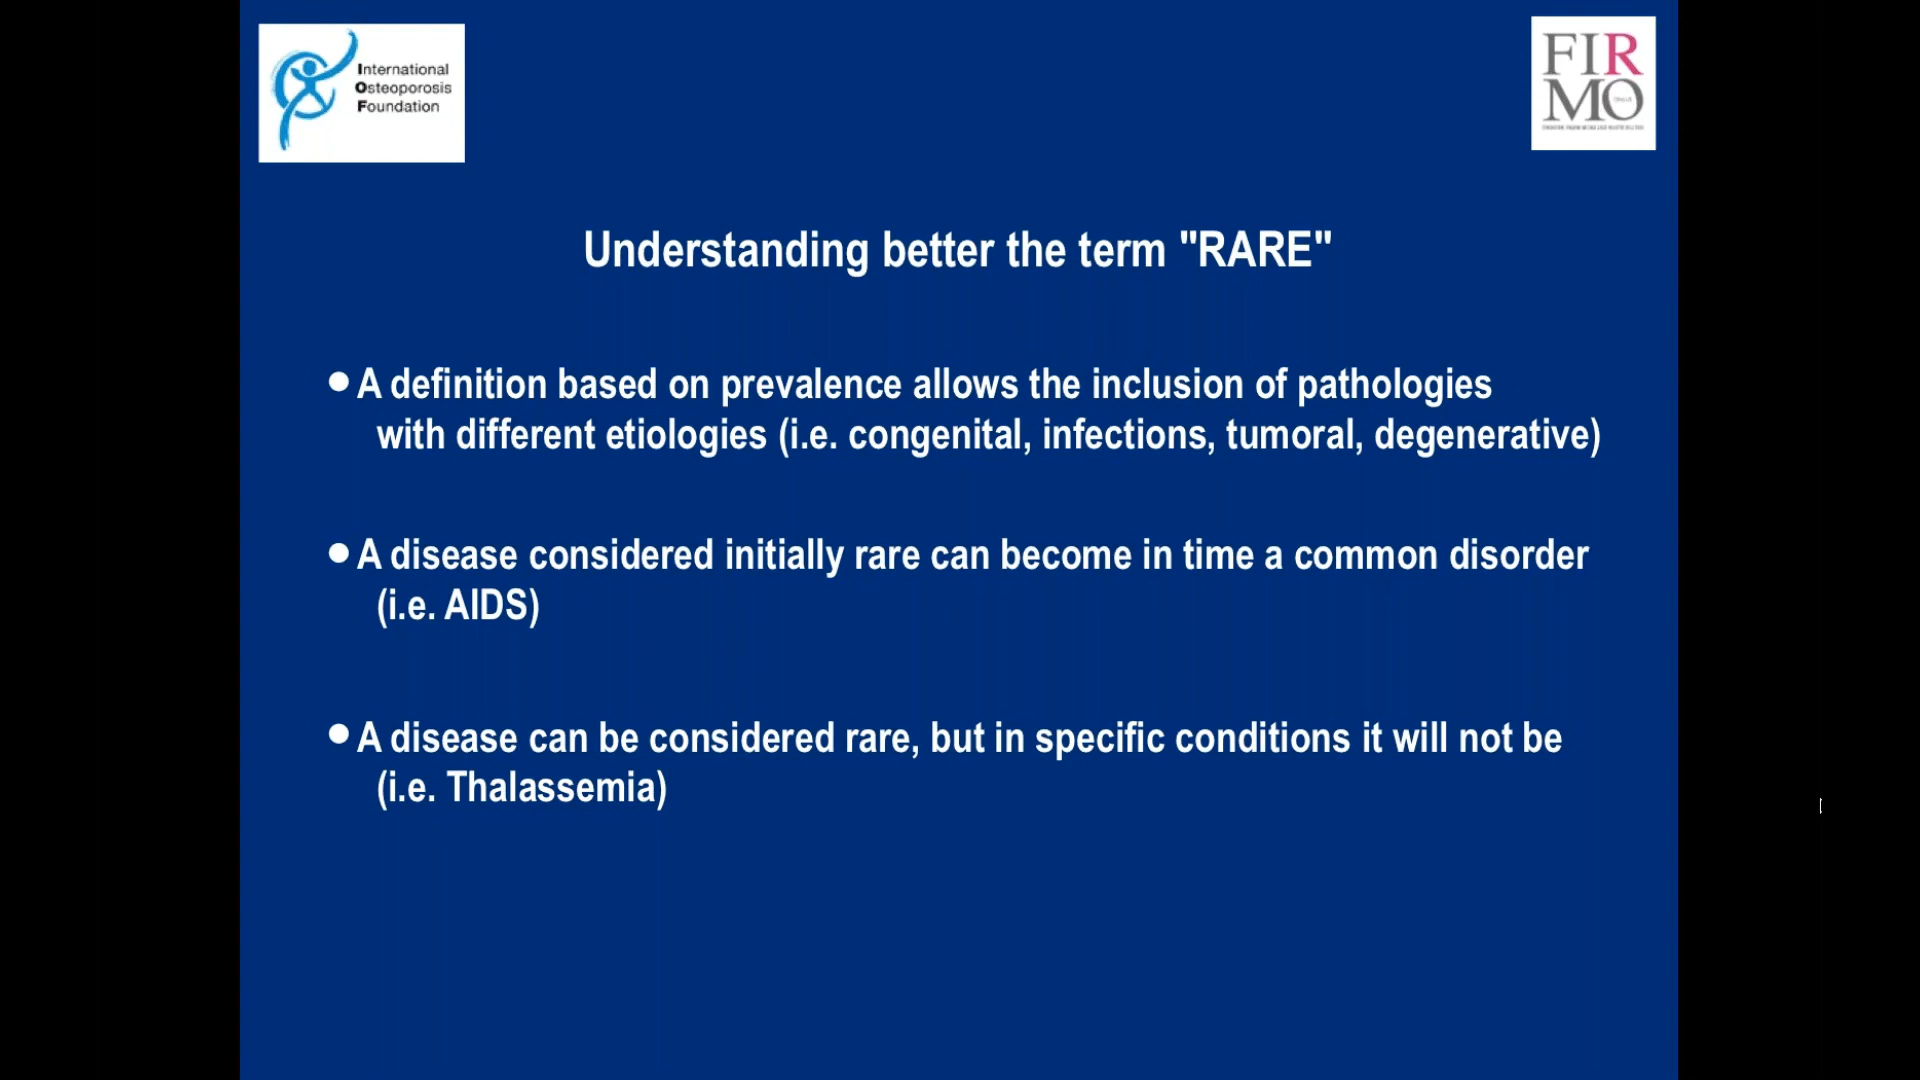 International
Osteoporosis
Foundation
FIR
MO
Understanding better the term "RARE"
●A definition based on prevalence allows the inclusion of pathologies
with different etiologies (i.e. congenital, infections, tumoral, degenerative)
●A disease considered initially rare can become in time a common disorder
(i.e. AIDS)
●A disease can be considered rare, but in specific conditions it will not be
(i.e. Thalassemia)